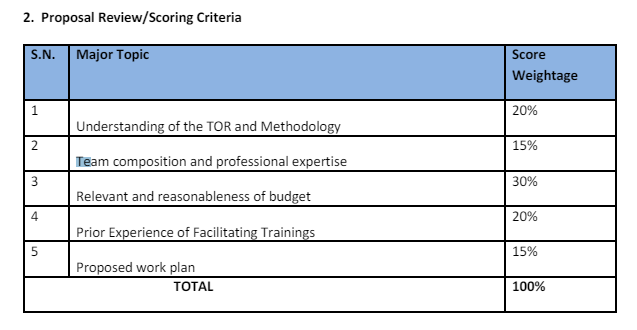 2. Proposal Review/Scoring Criteria
S.N. Major Topic Score
Weightage
1 Understanding of the TOR and Methodology 20%
2 Team composition and professional expertise 15%
3 Relevant and reasonableness of budget 30%
4 Prior Experience of Facilitating Trainings 20%
5 Proposed work plan 15%
TOTAL 100%